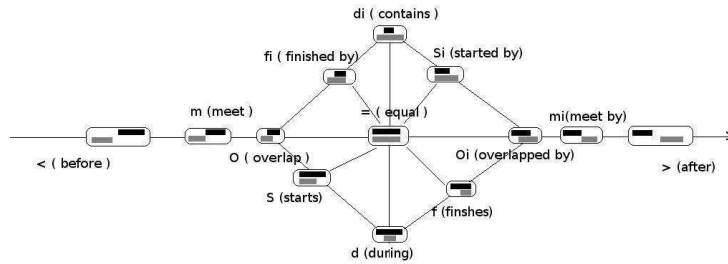 di ( contains )
fi ( finished by)
Si (started by)
m (meet )
= ( equal )
mi(meet by)
< ( before )
O ( overlap )
Oi (overlapped by)
> (after)
S (starts)
f (finshes)
d (during)